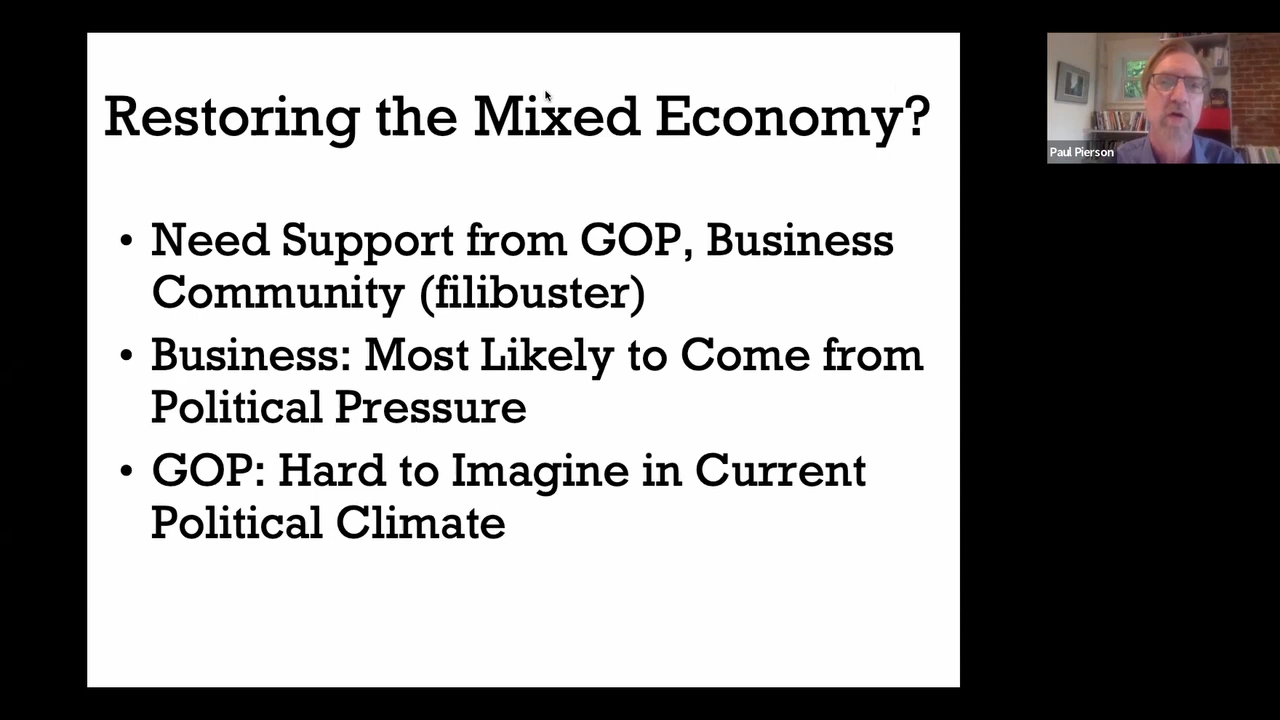 Restoring the Mixed Economy?
• Need Support from GOP, Business
Community (filibuster)
• Business: Most Likely to Come from
Political Pressure
• GOP: Hard to Imagine in Current
Political Climate
Paul Pierson